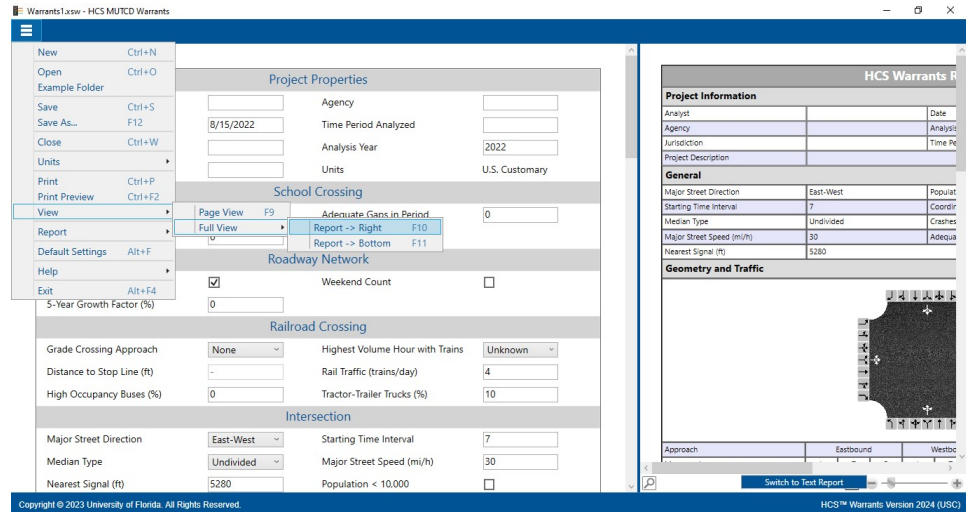 Warrants1.xsw - HCS MUTCD Warrants
New Ctrl+N
Open Ctrl+O
Example Folder
Save Ctrl+S
Save As... F12
Close Ctrl+W
Units
Print Ctrl+P
Print Preview Ctrl+F2
View
Report
Default Settings Alt+F
Help
Exit Alt+F4
Page View F9
Full View
Report -> Right F10
Report -> Bottom F11
Project Properties
Agency
8/15/2022 Time Period Analyzed
Analysis Year 2022
Units U.S. Customary
School Crossing
Adequate Gaps in Period 0
0
Roadway Network
Weekend Count
5-Year Growth Factor (%) 0
Railroad Crossing
Grade Crossing Approach None Highest Volume Hour with Trains Unknown
Distance to Stop Line (ft) - Rail Traffic (trains/day) 4
High Occupancy Buses (%) 0 Tractor-Trailer Trucks (%) 10
Intersection
Major Street Direction East-West Starting Time Interval 7
Median Type Undivided Major Street Speed (mi/h) 30
Nearest Signal (ft) 5280 Population < 10,000
HCS Warrants R
Project Information
Analyst Date
Agency Analysis
Jurisdiction Time Pe
Project Description
General
Major Street Direction East-West Populat
Starting Time Interval 7 Coordin
Median Type Undivided Crashes
Major Street Speed (mi/h) 30 Adequa
Nearest Signal (ft) 5280
Geometry and Traffic
Approach Eastbound Westbo
Switch to Text Report
Copyright © 2023 University of Florida. All Rights Reserved. HCS™ Warrants Version 2024 (USC)